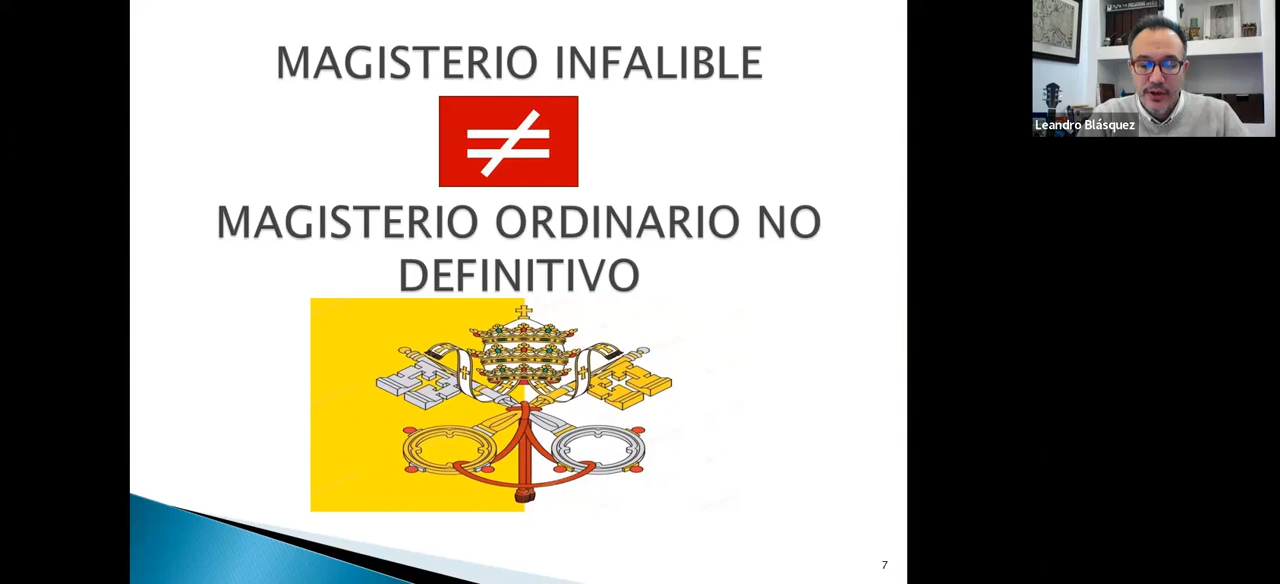 MAGISTERIO INFALIBLE
≠
MAGISTERIO ORDINARIO NO
DEFINITIVO
7
Leandro Blásquez